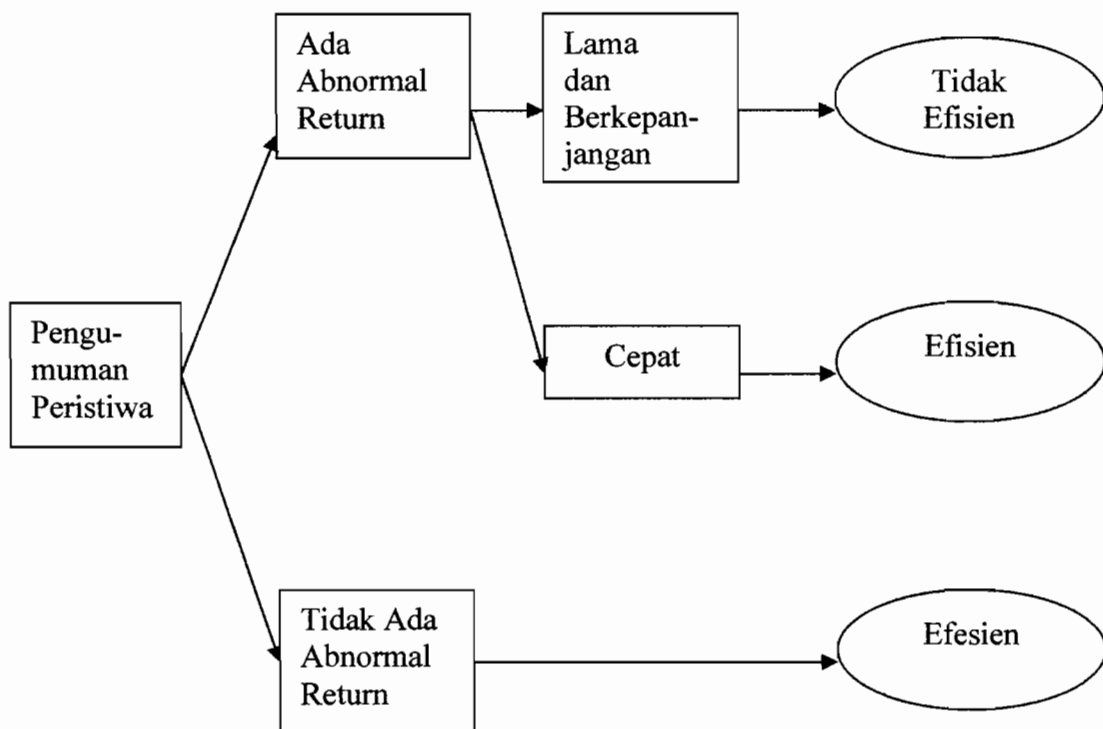 Ada
Abnormal
Return
Lama
dan
Berkepan-
jangan
Tidak
Efisien
Pengu-
muman
Peristiwa
Cepat
Efisien
Tidak Ada
Abnormal
Return
Efesien